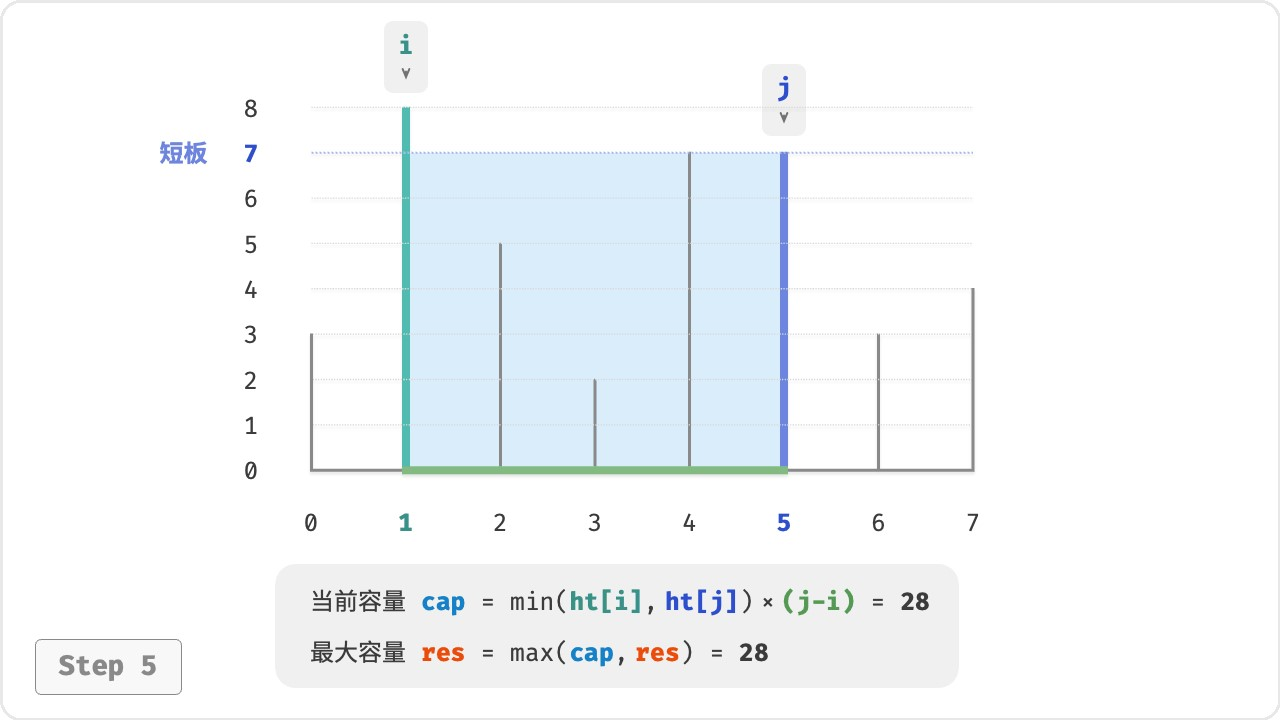 i
j
8
短板 7
6
5
4
3
2
1
0
0 1 2 3 4 5 6 7
当前容量 cap = min(ht[i], ht[j]) × (j-i) = 28
最大容量 res = max(cap, res) = 28
Step 5